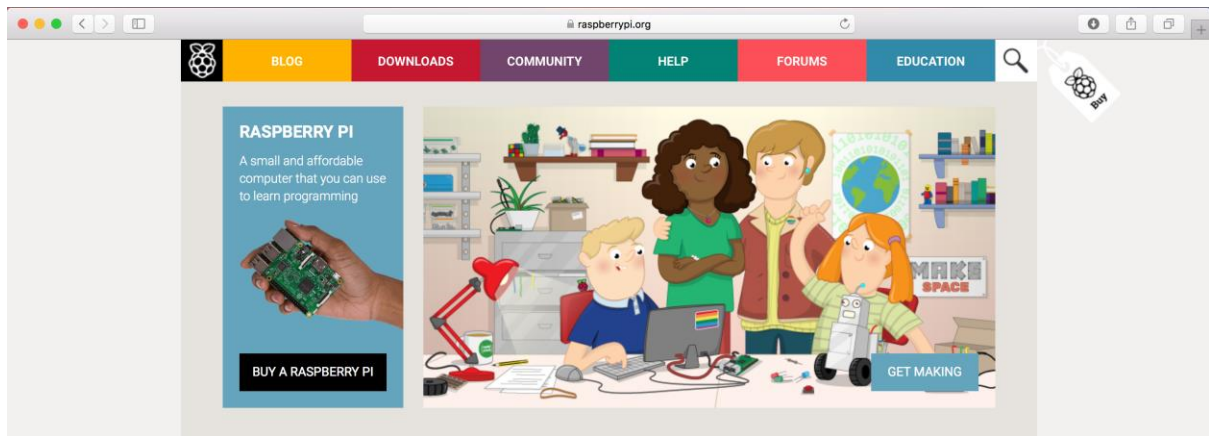 raspberrypi.org
BLOG
DOWNLOADS
COMMUNITY
HELP
FORUMS
EDUCATION
Buy
RASPBERRY PI
A small and affordable
computer that you can use
to learn programming
MAKE
SPACE
BUY A RASPBERRY PI
GET MAKING